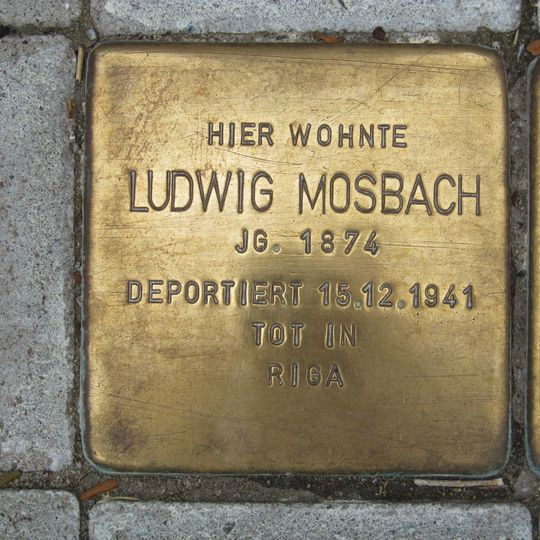 HIER WOHNTE
LUDWIG MOSBACH
JG. 1874
DEPORTIERT 15.12.1941
TOT IN
RIGA